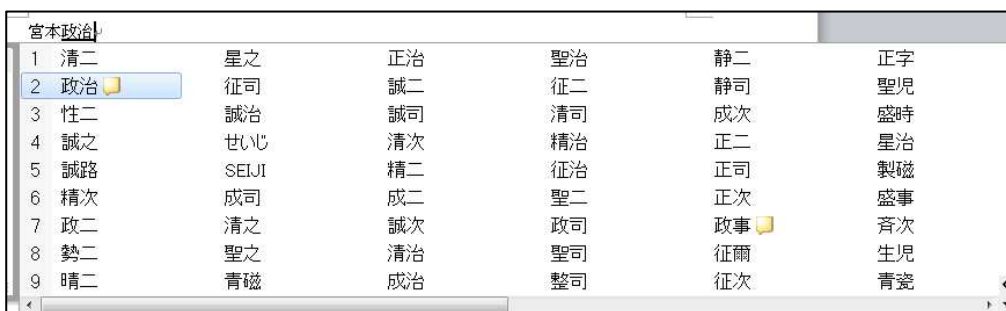 宮本政治
1 清二 星之 正治 聖治 静二 正字
2 政治 征司 誠二 征二 静司 聖児
3 性二 誠治 誠司 清司 成次 盛時
4 誠之 せいじ 清次 精治 正二 星治
5 誠路 SEIJI 精二 征治 正司 製磁
6 精次 成司 成二 聖二 正次 盛事
7 政二 清之 誠次 政司 政事 斉次
8 勢二 聖之 清治 聖司 征爾 生児
9 晴二 青磁 成治 整司 征次 青瓷